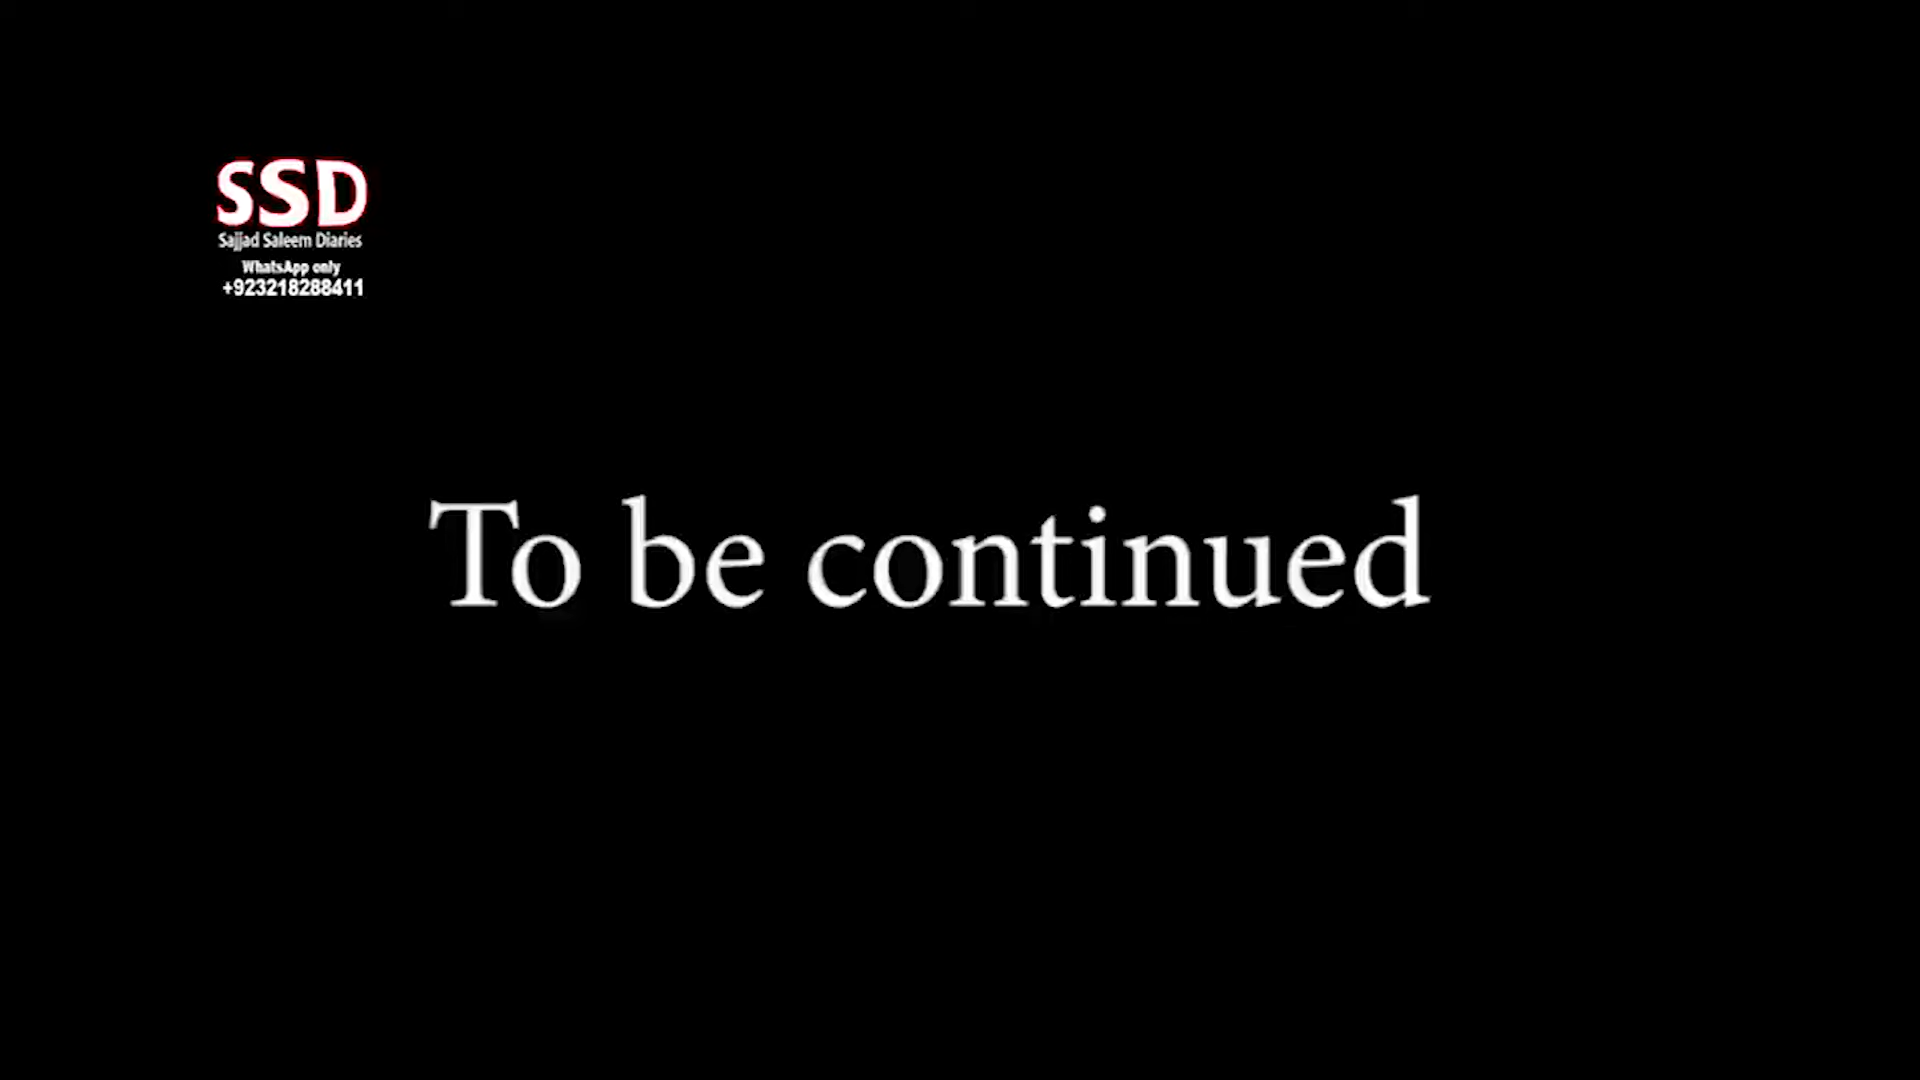 SSD
Sajjad Saleem Diaries
WhatsApp only
+923218288411
To be continued